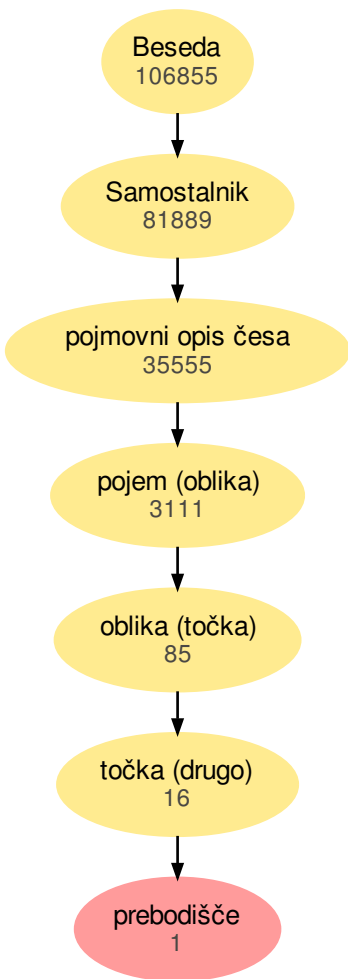 Beseda
106855
Samostalnik
81889
pojmovni opis česa
35555
pojem (oblika)
3111
oblika (točka)
85
točka (drugo)
16
prebodišče
1